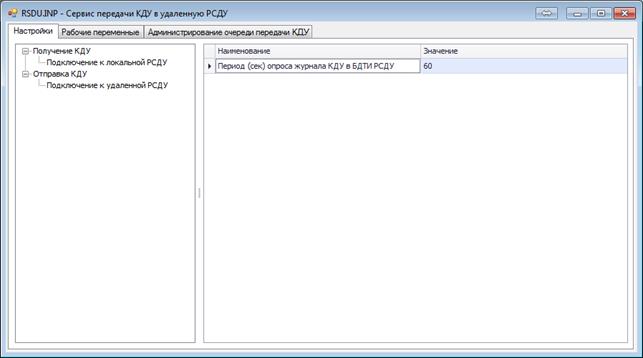 RSDU.INP - Сервис передачи КДУ в удаленную РСДУ
Настройки Рабочие переменные Администрирование очереди передачи КДУ
Получение КДУ
Подключение к локальной РСДУ
Отправка КДУ
Подключение к удаленной РСДУ
Наименование Значение
Период (сек) опроса журнала КДУ в БДТИ РСДУ 60